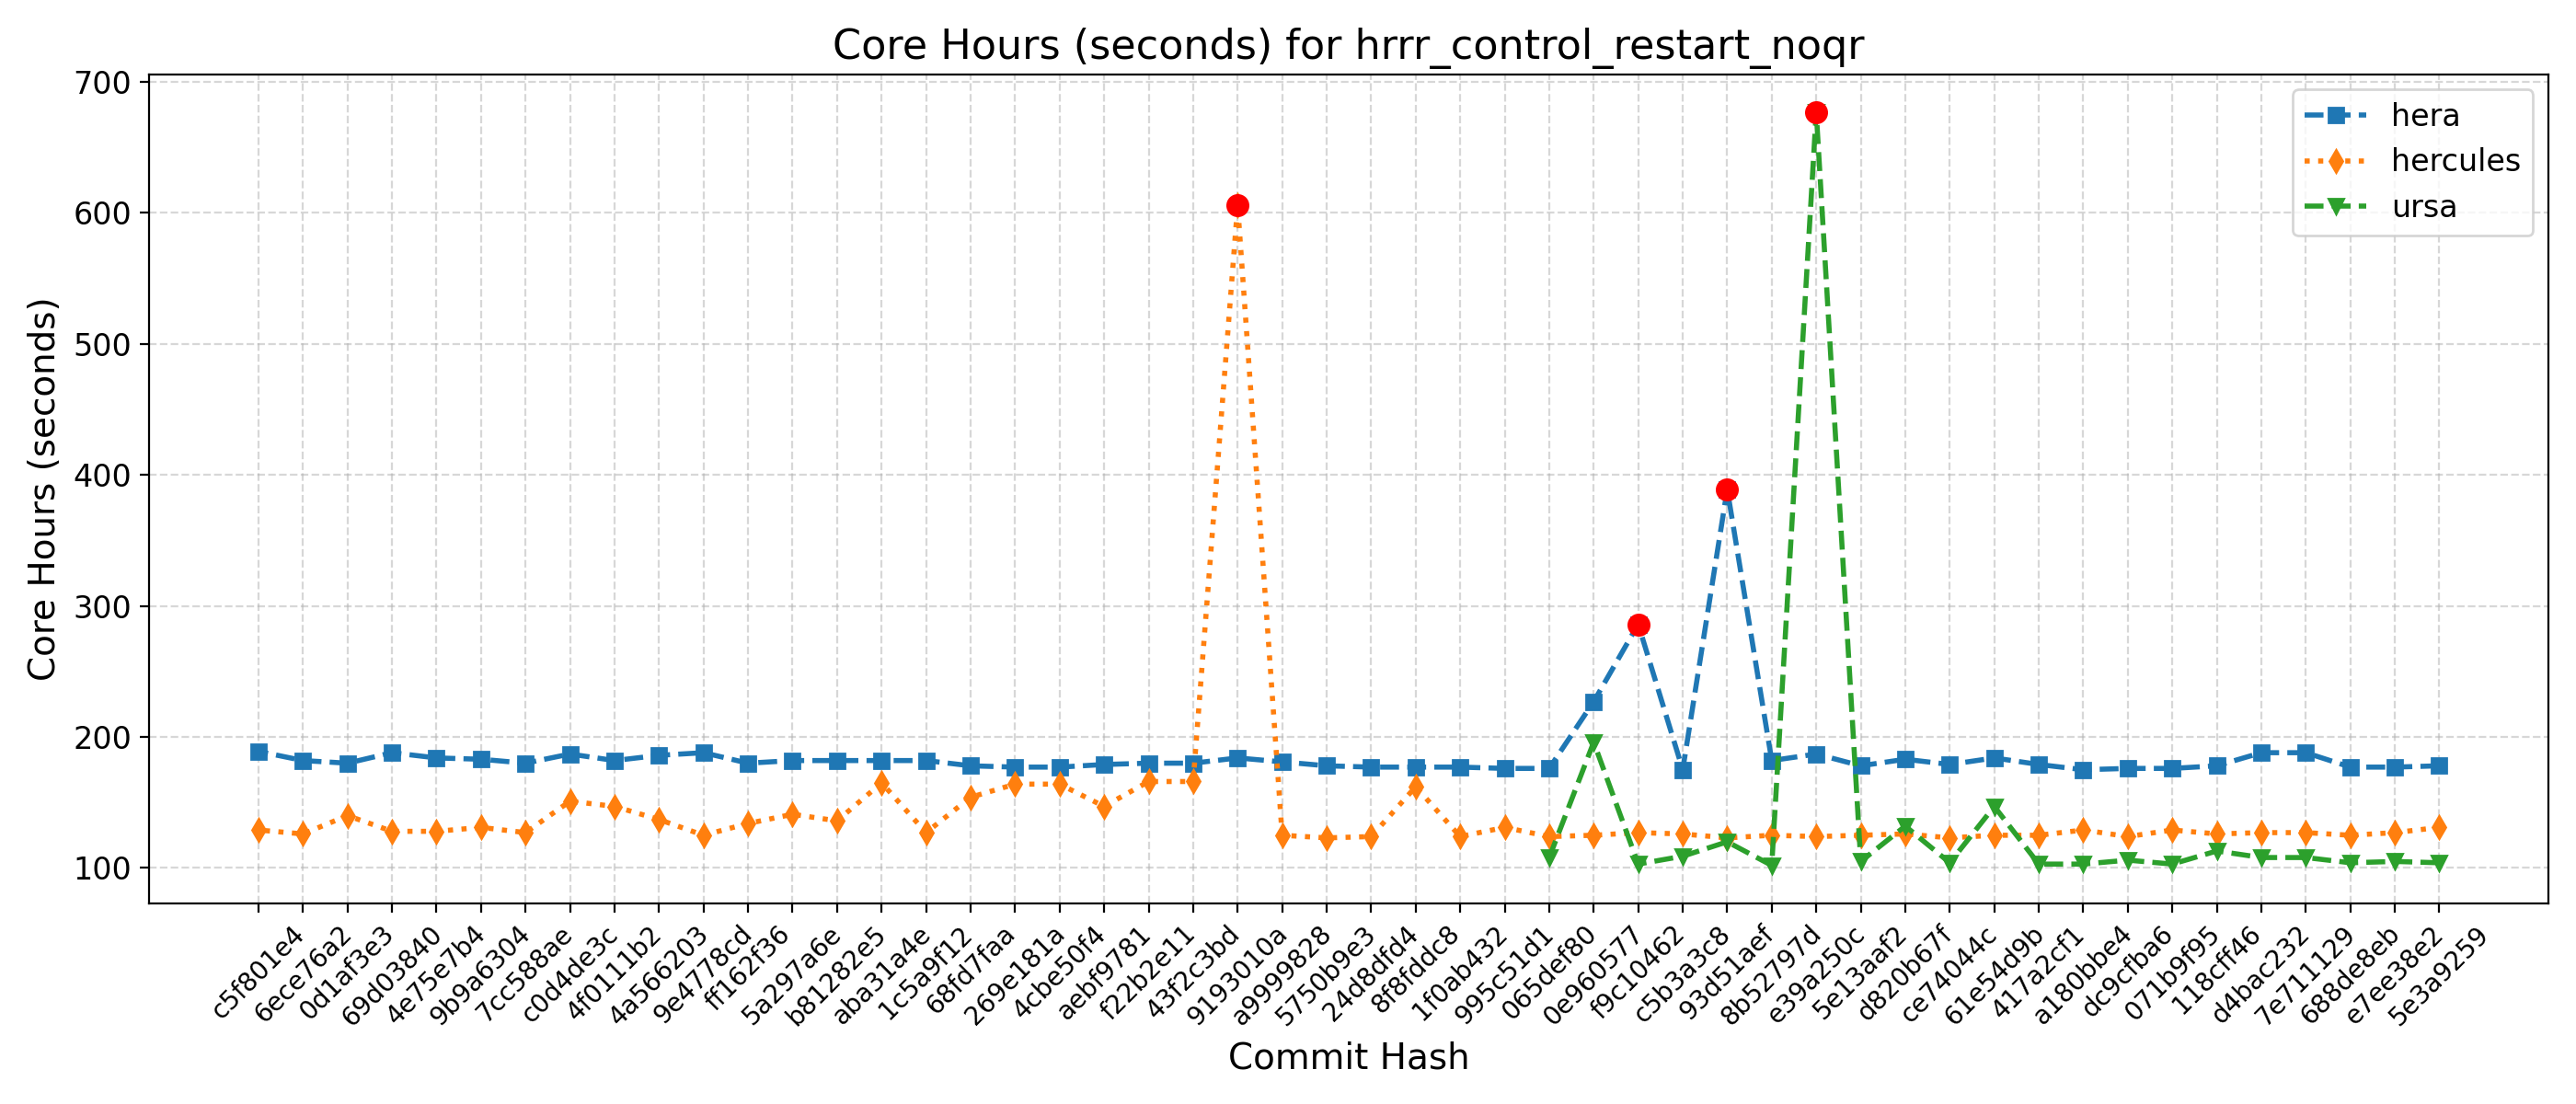 Core Hours (seconds) for hrrr_control_restart_noqr
Core Hours (seconds)
700
600
500
400
300
200
100
hera
hercules
ursa
c5f801e4
6ece76a2
0d1af3e3
69d03840
4e75e7b4
9b9a6304
7cc588ae
c0d4de3c
4f0111b2
4a566203
9e4778cd
ff162f36
5a297a6e
b81282e5
aba31a4e
1c5a9f12
68fd7faa
269e181a
4cbe50f4
aebf9781
f22b2e11
43f2c3bd
9193010a
a9999828
5750b9e3
24d8dfd4
8f8fddc8
1f0ab432
995c51d1
065def80
0e960577
f9c10462
c5b3a3c8
93d51aef
8b52797d
e39a250c
5e13aaf2
d820b67f
ce74044c
61e54d9b
417a2cf1
a180bbe4
dc9cfba6
071b9f95
118cff46
d4bac232
7e711129
688de8eb
e7ee38e2
5e3a9259
Commit Hash